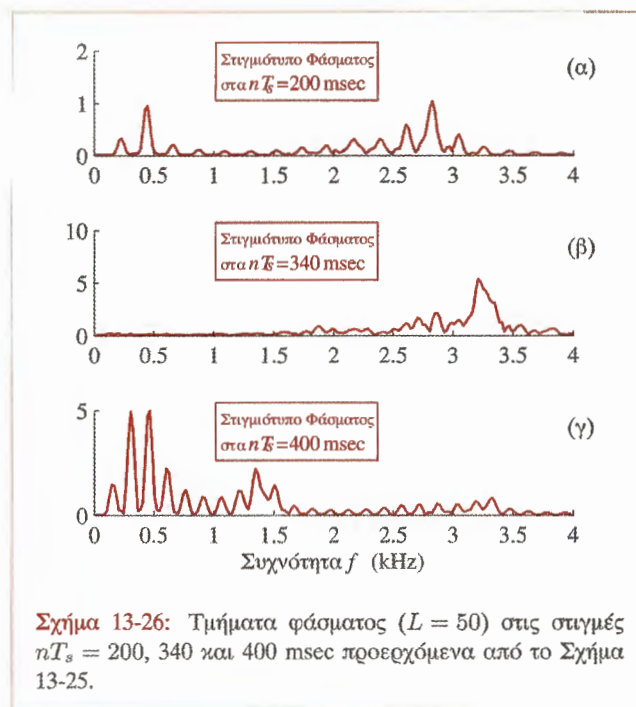 2
1
0
Στιγμιότυπο Φάσματος
στα nTs=200 msec
(α)
0 0.5 1 1.5 2 2.5 3 3.5 4
10
5
0
Στιγμιότυπο Φάσματος
στα nTs=340 msec
(β)
0 0.5 1 1.5 2 2.5 3 3.5 4
5
0
Στιγμιότυπο Φάσματος
στα nTs=400 msec
(γ)
0 0.5 1 1.5 2 2.5 3 3.5 4
Συχνότητα f (kHz)
Σχήμα 13-26: Τμήματα φάσματος (L = 50) στις στιγμές
nTs = 200, 340 και 400 msec προερχόμενα από το Σχήμα
13-25.